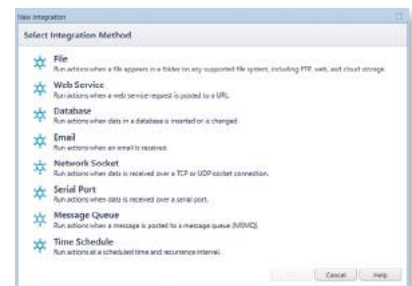 New Integration
Select Integration Method
File
Run actions when a file appears in a folder on any supported file system, including FTP, web, and cloud storage.
Web Service
Run actions when a web service request is posted to a URL.
Database
Run actions when data in a database is inserted or is changed.
Email
Run actions when an email is received.
Network Socket
Run actions when data is received over a TCP or UDP socket connection.
Serial Port
Run actions when data is received over a serial port.
Message Queue
Run actions when a message is posted to a message queue (MSMQ).
Time Schedule
Run actions at a scheduled time and recurrence interval.
Cancel Help